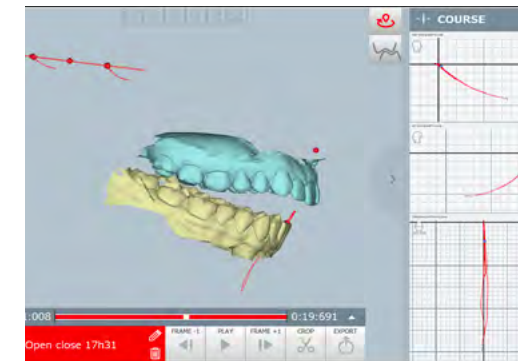 COURSE
:008
0:19:691
Open close 17h31
FRAME -1
PLAY
FRAME +1
CROP
EXPORT